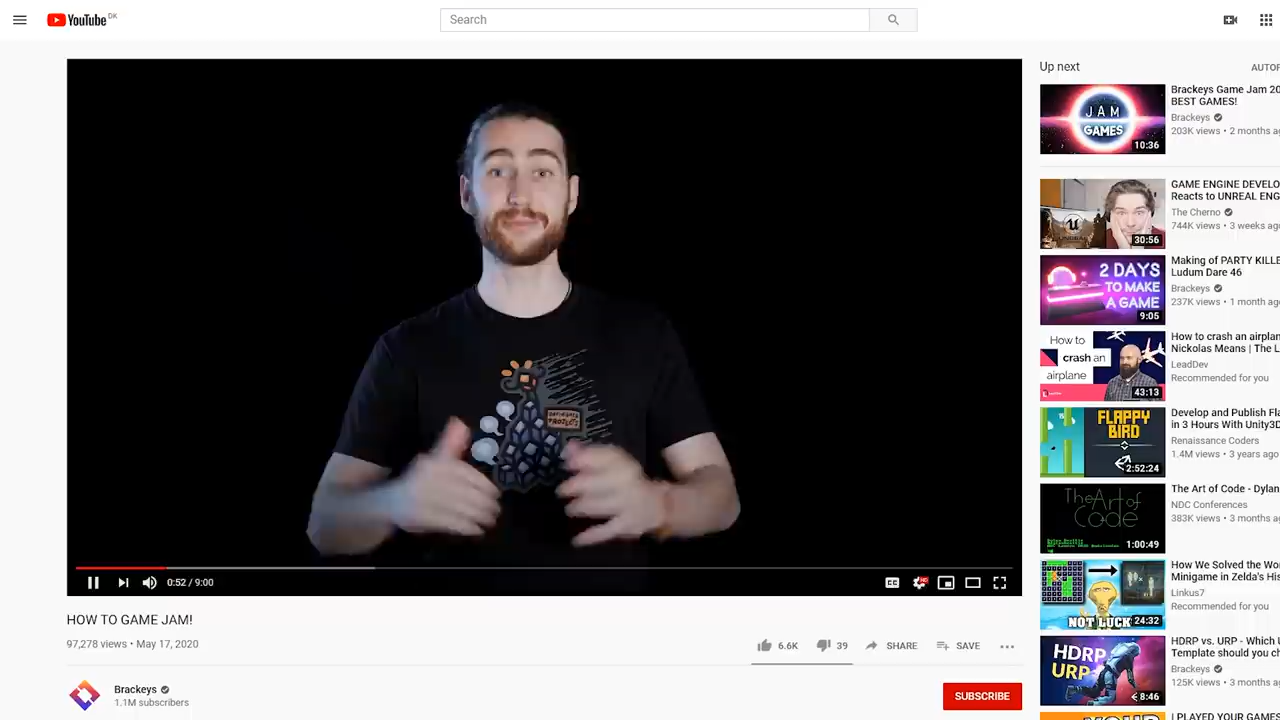 YouTube DK
Search
0:52 / 9:00
CC
HD
HOW TO GAME JAM!
97,278 views • May 17, 2020
6.6K
39
SHARE
SAVE
Brackeys
1.1M subscribers
SUBSCRIBE
Up next
AUTOP
JAM
GAMES
10:36
Brackeys Game Jam 20
BEST GAMES!
Brackeys
203K views • 2 months ag
30:56
GAME ENGINE DEVELO
Reacts to UNREAL ENG
The Cherno
744K views • 3 weeks ago
2 DAYS
TO MAKE
A GAME
9:05
Making of PARTY KILLE
Ludum Dare 46
Brackeys
237K views • 1 month ago
How to
crash an
airplane
43:13
How to crash an airplan
Nickolas Means | The L
LeadDev
Recommended for you
FLAPPY
BIRD
2:52:24
Develop and Publish Fla
in 3 Hours With Unity3D
Renaissance Coders
1.4M views • 3 years ago
The Art of
Code
1:00:49
The Art of Code - Dylan
NDC Conferences
383K views • 3 months ag
NOT LUCK
24:32
How We Solved the Wo
Minigame in Zelda's His
Linkus7
Recommended for you
HDRP
URP
8:46
HDRP vs. URP - Which U
Template should you ch
Brackeys
125K views • 3 months ag
I PLAYED YOUR GAMES